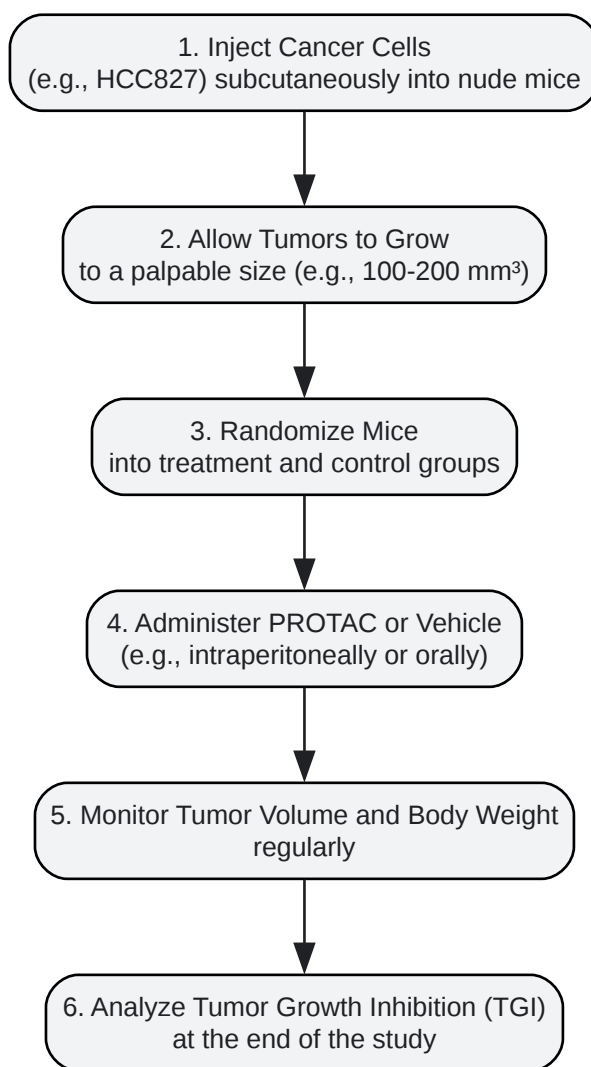 1. Inject Cancer Cells
(e.g., HCC827) subcutaneously into nude mice
2. Allow Tumors to Grow
to a palpable size (e.g., 100-200 mm³)
3. Randomize Mice
into treatment and control groups
4. Administer PROTAC or Vehicle
(e.g., intraperitoneally or orally)
5. Monitor Tumor Volume and Body Weight
regularly
6. Analyze Tumor Growth Inhibition (TGI)
at the end of the study